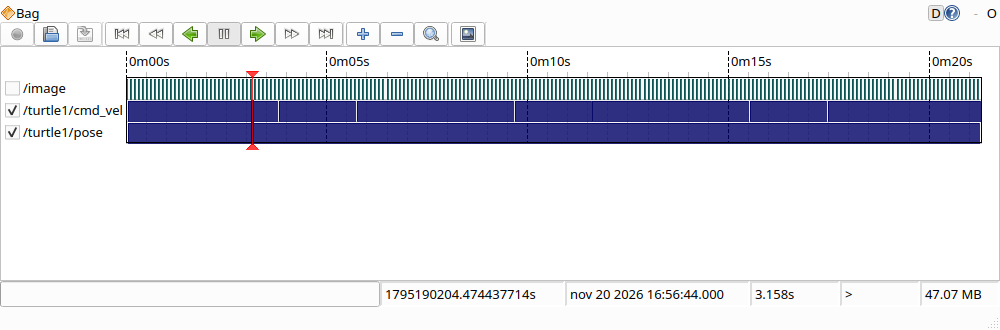 Bag
D ? - O
0m00s 0m05s 0m10s 0m15s 0m20s
/image
/turtle1/cmd_vel
/turtle1/pose
1795190204.474437714s nov 20 2026 16:56:44.000 3.158s > 47.07 MB